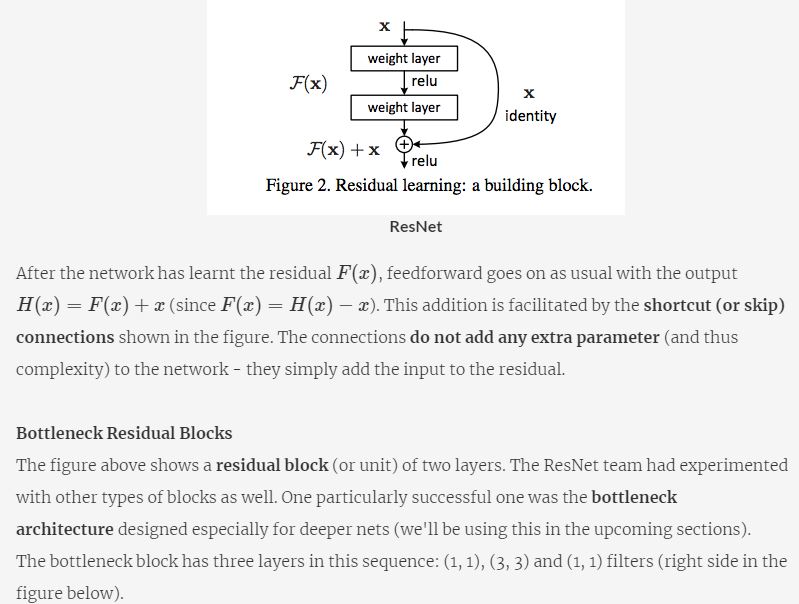 x
weight layer
relu
F(x)
weight layer
x
identity
F(x) + x
relu
Figure 2. Residual learning: a building block.
ResNet
After the network has learnt the residual F(x), feedforward goes on as usual with the output
H(x) = F(x) + x (since F(x) = H(x) − x). This addition is facilitated by the shortcut (or skip)
connections shown in the figure. The connections do not add any extra parameter (and thus
complexity) to the network - they simply add the input to the residual.
Bottleneck Residual Blocks
The figure above shows a residual block (or unit) of two layers. The ResNet team had experimented
with other types of blocks as well. One particularly successful one was the bottleneck
architecture designed especially for deeper nets (we'll be using this in the upcoming sections).
The bottleneck block has three layers in this sequence: (1, 1), (3, 3) and (1, 1) filters (right side in the
figure below).